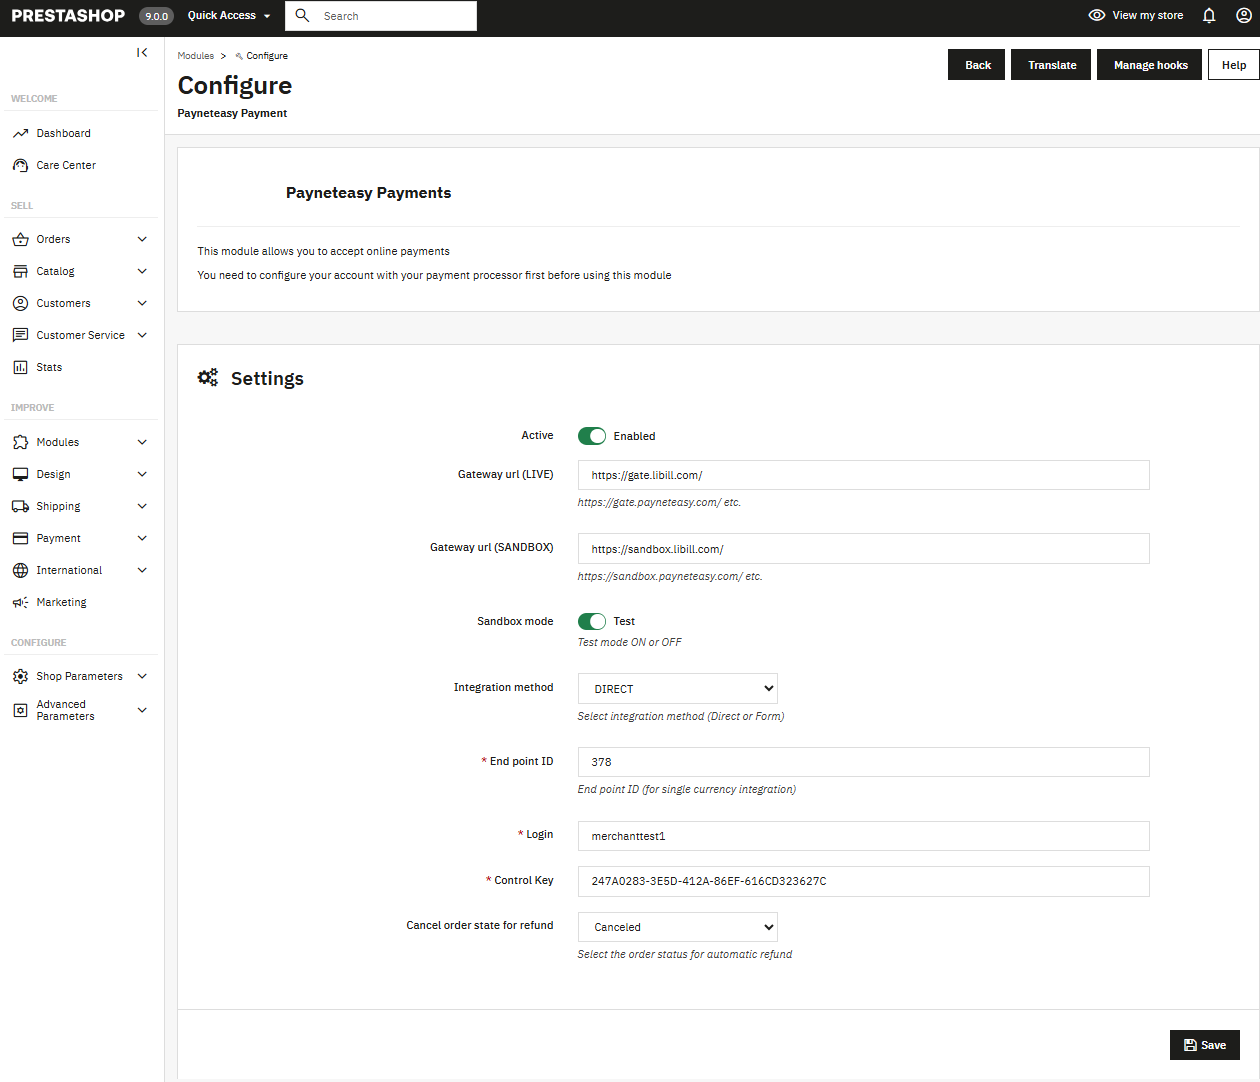 PRESTASHOP 9.0.0 Quick Access Search View my store
Modules > Configure
Configure
Payneteasy Payment
Back Translate Manage hooks Help
WELCOME
Dashboard
Care Center
SELL
Orders
Catalog
Customers
Customer Service
Stats
IMPROVE
Modules
Design
Shipping
Payment
International
Marketing
CONFIGURE
Shop Parameters
Advanced
Parameters
Payneteasy Payments
This module allows you to accept online payments
You need to configure your account with your payment processor first before using this module
Settings
Active Enabled
Gateway url (LIVE) https://gate.libill.com/
https://gate.payneteasy.com/ etc.
Gateway url (SANDBOX) https://sandbox.libill.com/
https://sandbox.payneteasy.com/ etc.
Sandbox mode Test
Test mode ON or OFF
Integration method DIRECT
Select integration method (Direct or Form)
* End point ID 378
End point ID (for single currency integration)
* Login merchanttest1
* Control Key 247A0283-3E5D-412A-86EF-616CD323627C
Cancel order state for refund Canceled
Select the order status for automatic refund
Save